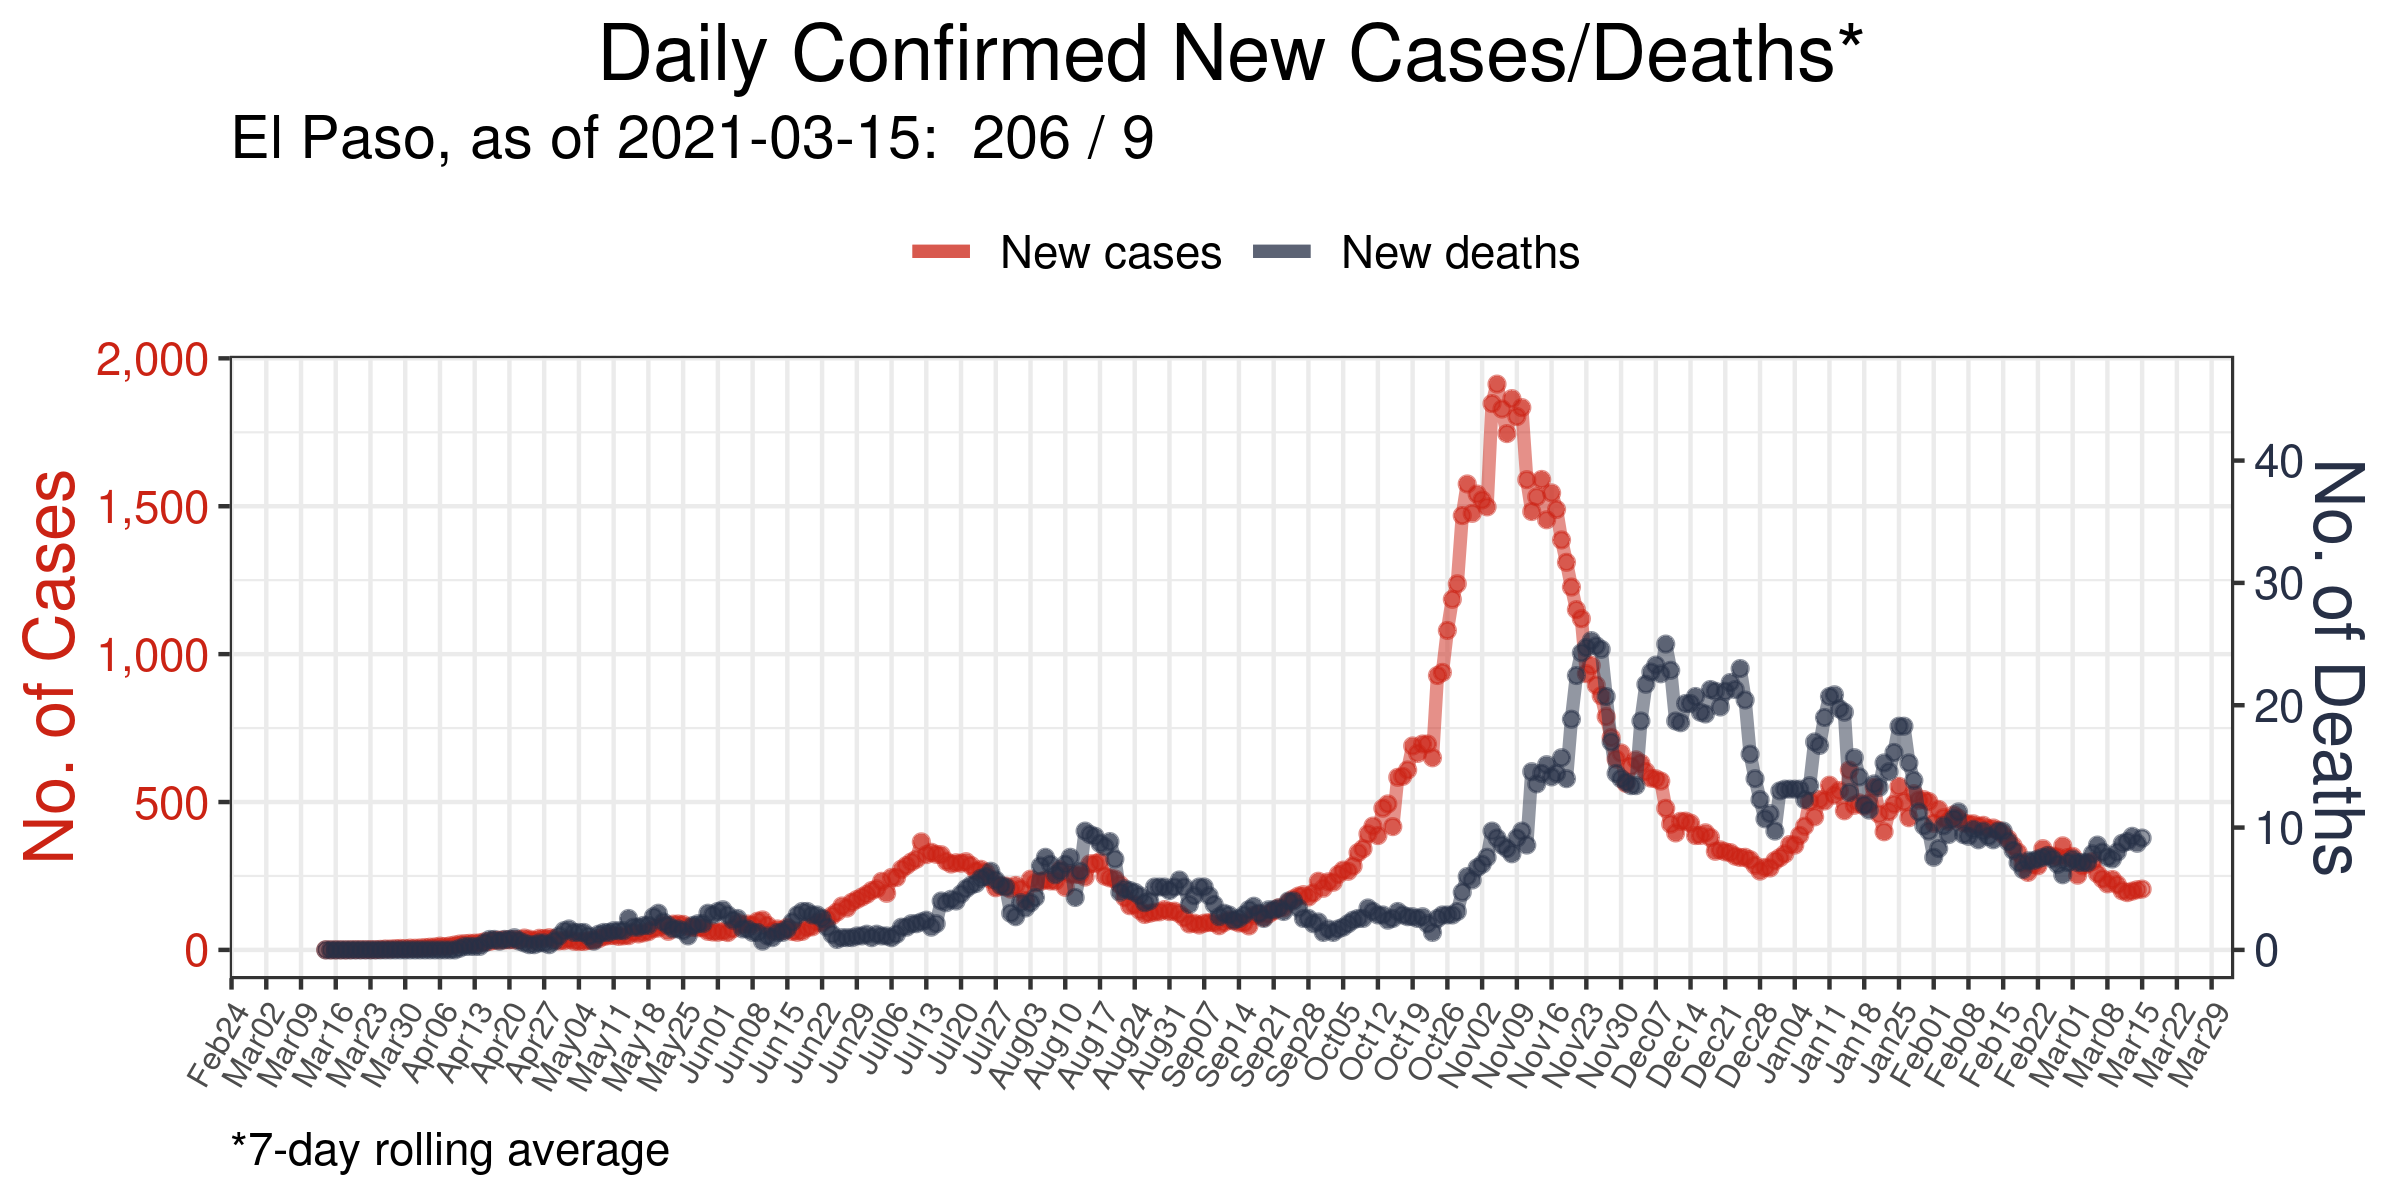 Daily Confirmed New Cases/Deaths*
El Paso, as of 2021-03-15:  206 / 9
New cases New deaths
No. of Cases
2,000
1,500
1,000
500
0
No. of Deaths
40
30
20
10
0
Feb24 Mar02 Mar09 Mar16 Mar23 Mar30 Apr06 Apr13 Apr20 Apr27 May04 May11 May18 May25 Jun01 Jun08 Jun15 Jun22 Jun29 Jul06 Jul13 Jul20 Jul27 Aug03 Aug10 Aug17 Aug24 Aug31 Sep07 Sep14 Sep21 Sep28 Oct05 Oct12 Oct19 Oct26 Nov02 Nov09 Nov16 Nov23 Nov30 Dec07 Dec14 Dec21 Dec28 Jan04 Jan11 Jan18 Jan25 Feb01 Feb08 Feb15 Feb22 Mar01 Mar08 Mar15 Mar22 Mar29
*7-day rolling average